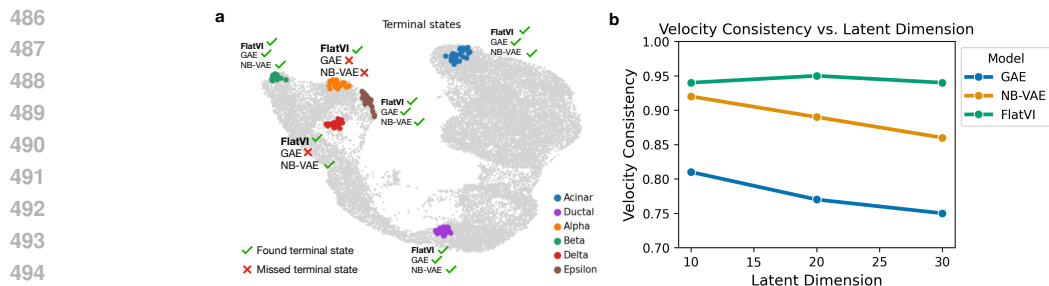 486
487
488
489
490
491
492
493
494
a
Terminal states
FlatVI
GAE
NB-VAE
FlatVI
GAE
NB-VAE
FlatVI
GAE
NB-VAE
FlatVI
GAE
NB-VAE
FlatVI
GAE
NB-VAE
FlatVI
GAE
NB-VAE
Acinar
Ductal
Alpha
Beta
Delta
Epsilon
Found terminal state
Missed terminal state
b
Velocity Consistency vs. Latent Dimension
Velocity Consistency
1.00
0.95
0.90
0.85
0.80
0.75
0.70
10
15
20
25
30
Latent Dimension
Model
GAE
NB-VAE
FlatVI